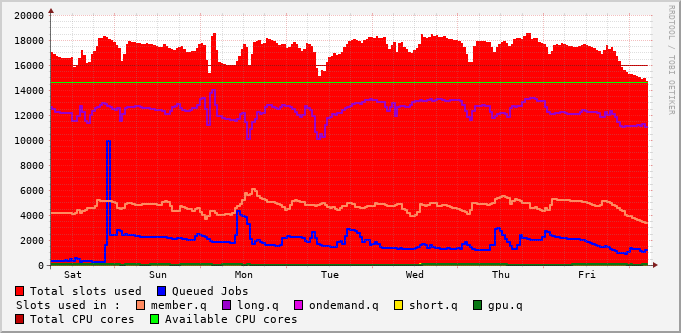 RRDTOOL / TOBI OETIKER
20000
18000
16000
14000
12000
10000
8000
6000
4000
2000
0
Sat Sun Mon Tue Wed Thu Fri
Total slots used Queued Jobs
Slots used in : member.q long.q ondemand.q short.q gpu.q
Total CPU cores Available CPU cores